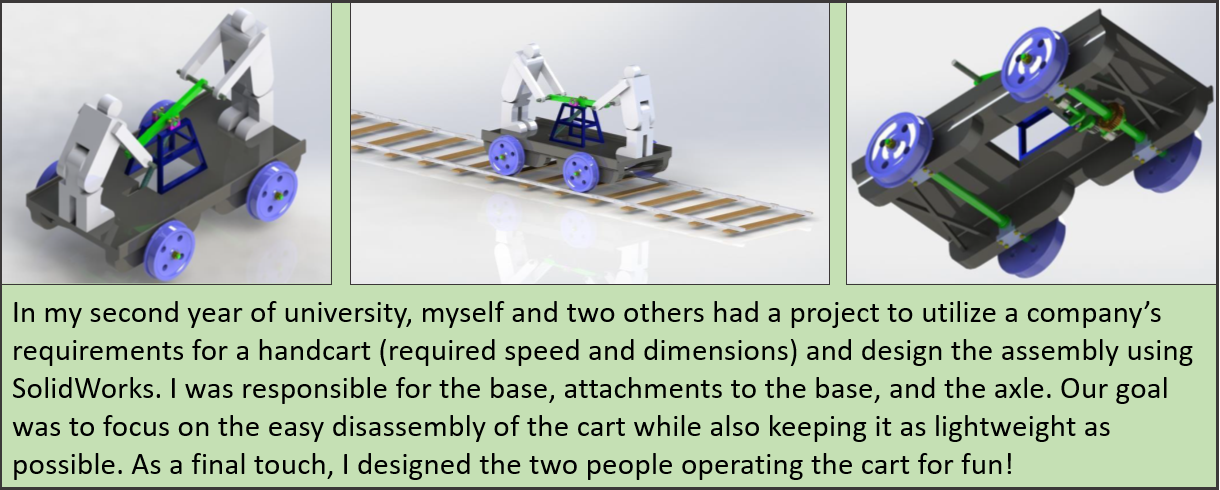 In my second year of university, myself and two others had a project to utilize a company’s
requirements for a handcart (required speed and dimensions) and design the assembly using
SolidWorks. I was responsible for the base, attachments to the base, and the axle. Our goal
was to focus on the easy disassembly of the cart while also keeping it as lightweight as
possible. As a final touch, I designed the two people operating the cart for fun!